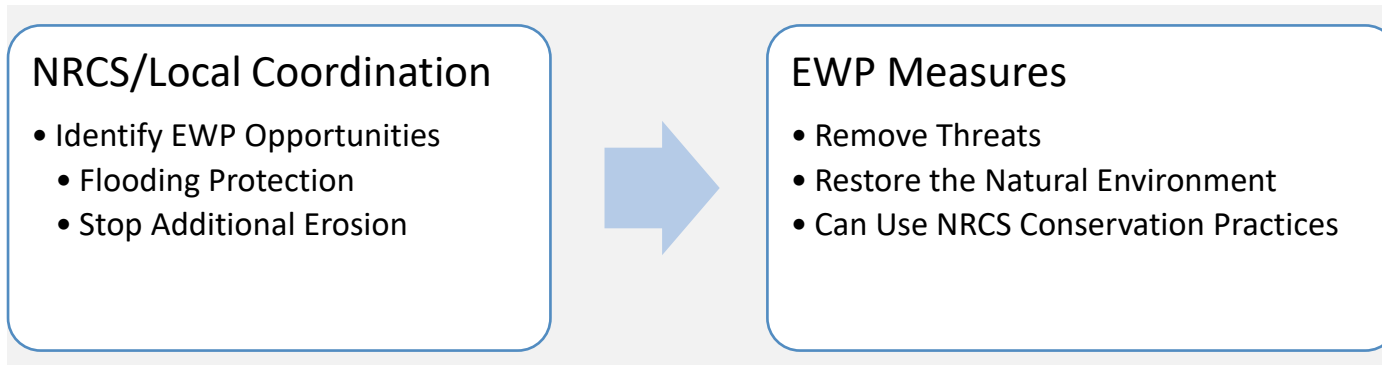 NRCS/Local Coordination
• Identify EWP Opportunities
• Flooding Protection
• Stop Additional Erosion
EWP Measures
• Remove Threats
• Restore the Natural Environment
• Can Use NRCS Conservation Practices